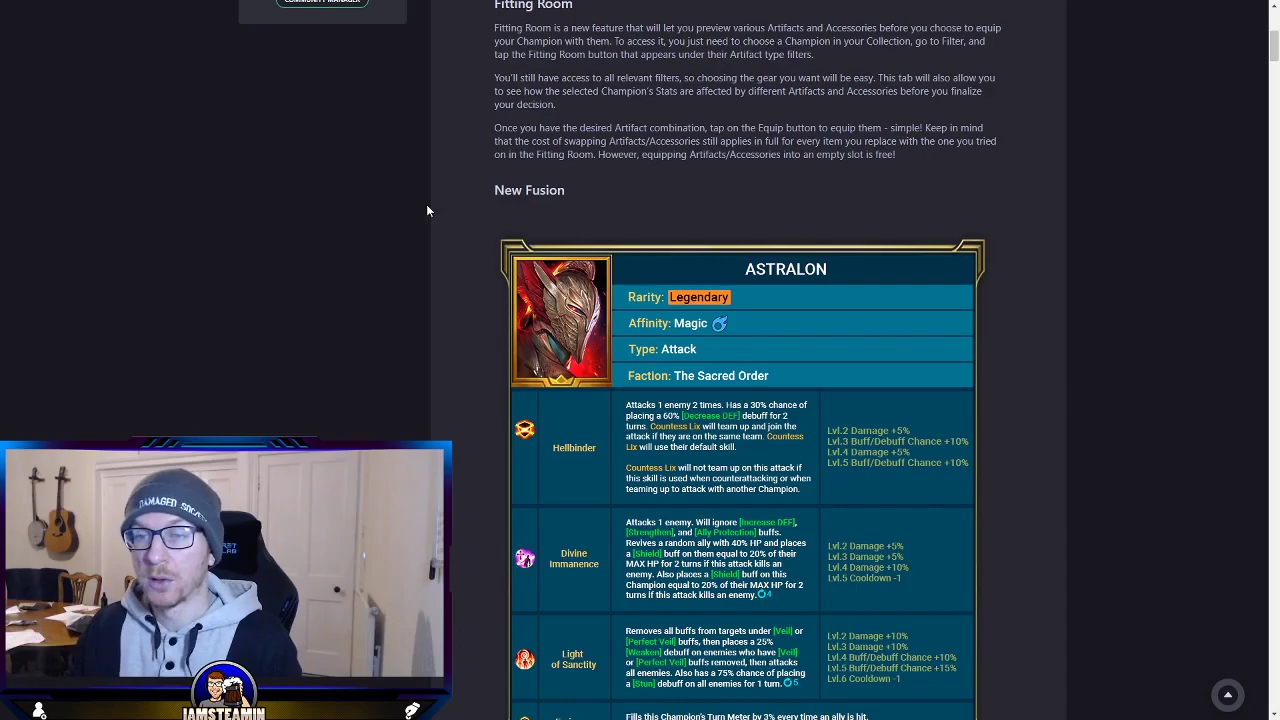 COMMUNITY MANAGER
Fitting Room
Fitting Room is a new feature that will let you preview various Artifacts and Accessories before you choose to equip
your Champion with them. To access it, you just need to choose a Champion in your Collection, go to Filter, and
tap the Fitting Room button that appears under their Artifact type filters.
You'll still have access to all relevant filters, so choosing the gear you want will be easy. This tab will also allow you
to see how the selected Champion's Stats are affected by different Artifacts and Accessories before you finalize
your decision.
Once you have the desired Artifact combination, tap on the Equip button to equip them - simple! Keep in mind
that the cost of swapping Artifacts/Accessories still applies in full for every item you replace with the one you tried
on in the Fitting Room. However, equipping Artifacts/Accessories into an empty slot is free!
New Fusion
ASTRALON
Rarity: Legendary
Affinity: Magic
Type: Attack
Faction: The Sacred Order
Hellbinder
Attacks 1 enemy 2 times. Has a 30% chance of
placing a 60% [Decrease DEF] debuff for 2
turns. Countess Lix will team up and join the
attack if they are on the same team. Countess
Lix will use their default skill.
Countess Lix will not team up on this attack if
this skill is used when counterattacking or when
teaming up to attack with another Champion.
Lvl.2 Damage +5%
Lvl.3 Buff/Debuff Chance +10%
Lvl.4 Damage +5%
Lvl.5 Buff/Debuff Chance +10%
Divine
Immanence
Attacks 1 enemy. Will ignore [Increase DEF],
[Strengthen], and [Ally Protection] buffs.
Revives a random ally with 40% HP and places
a [Shield] buff on them equal to 20% of their
MAX HP for 2 turns if this attack kills an
enemy. Also places a [Shield] buff on this
Champion equal to 20% of their MAX HP for 2
turns if this attack kills an enemy. 4
Lvl.2 Damage +5%
Lvl.3 Damage +5%
Lvl.4 Damage +10%
Lvl.5 Cooldown -1
Light
of Sanctity
Removes all buffs from targets under [Veil] or
[Perfect Veil] buffs, then places a 25%
[Weaken] debuff on enemies who have [Veil]
or [Perfect Veil] buffs removed, then attacks
all enemies. Also has a 75% chance of placing
a [Stun] debuff on all enemies for 1 turn. 5
Lvl.2 Damage +10%
Lvl.3 Damage +10%
Lvl.4 Buff/Debuff Chance +10%
Lvl.5 Buff/Debuff Chance +15%
Lvl.6 Cooldown -1
Fills this Champion's Turn Meter by 3% every time an ally is hit.
IAMSTEAMIN